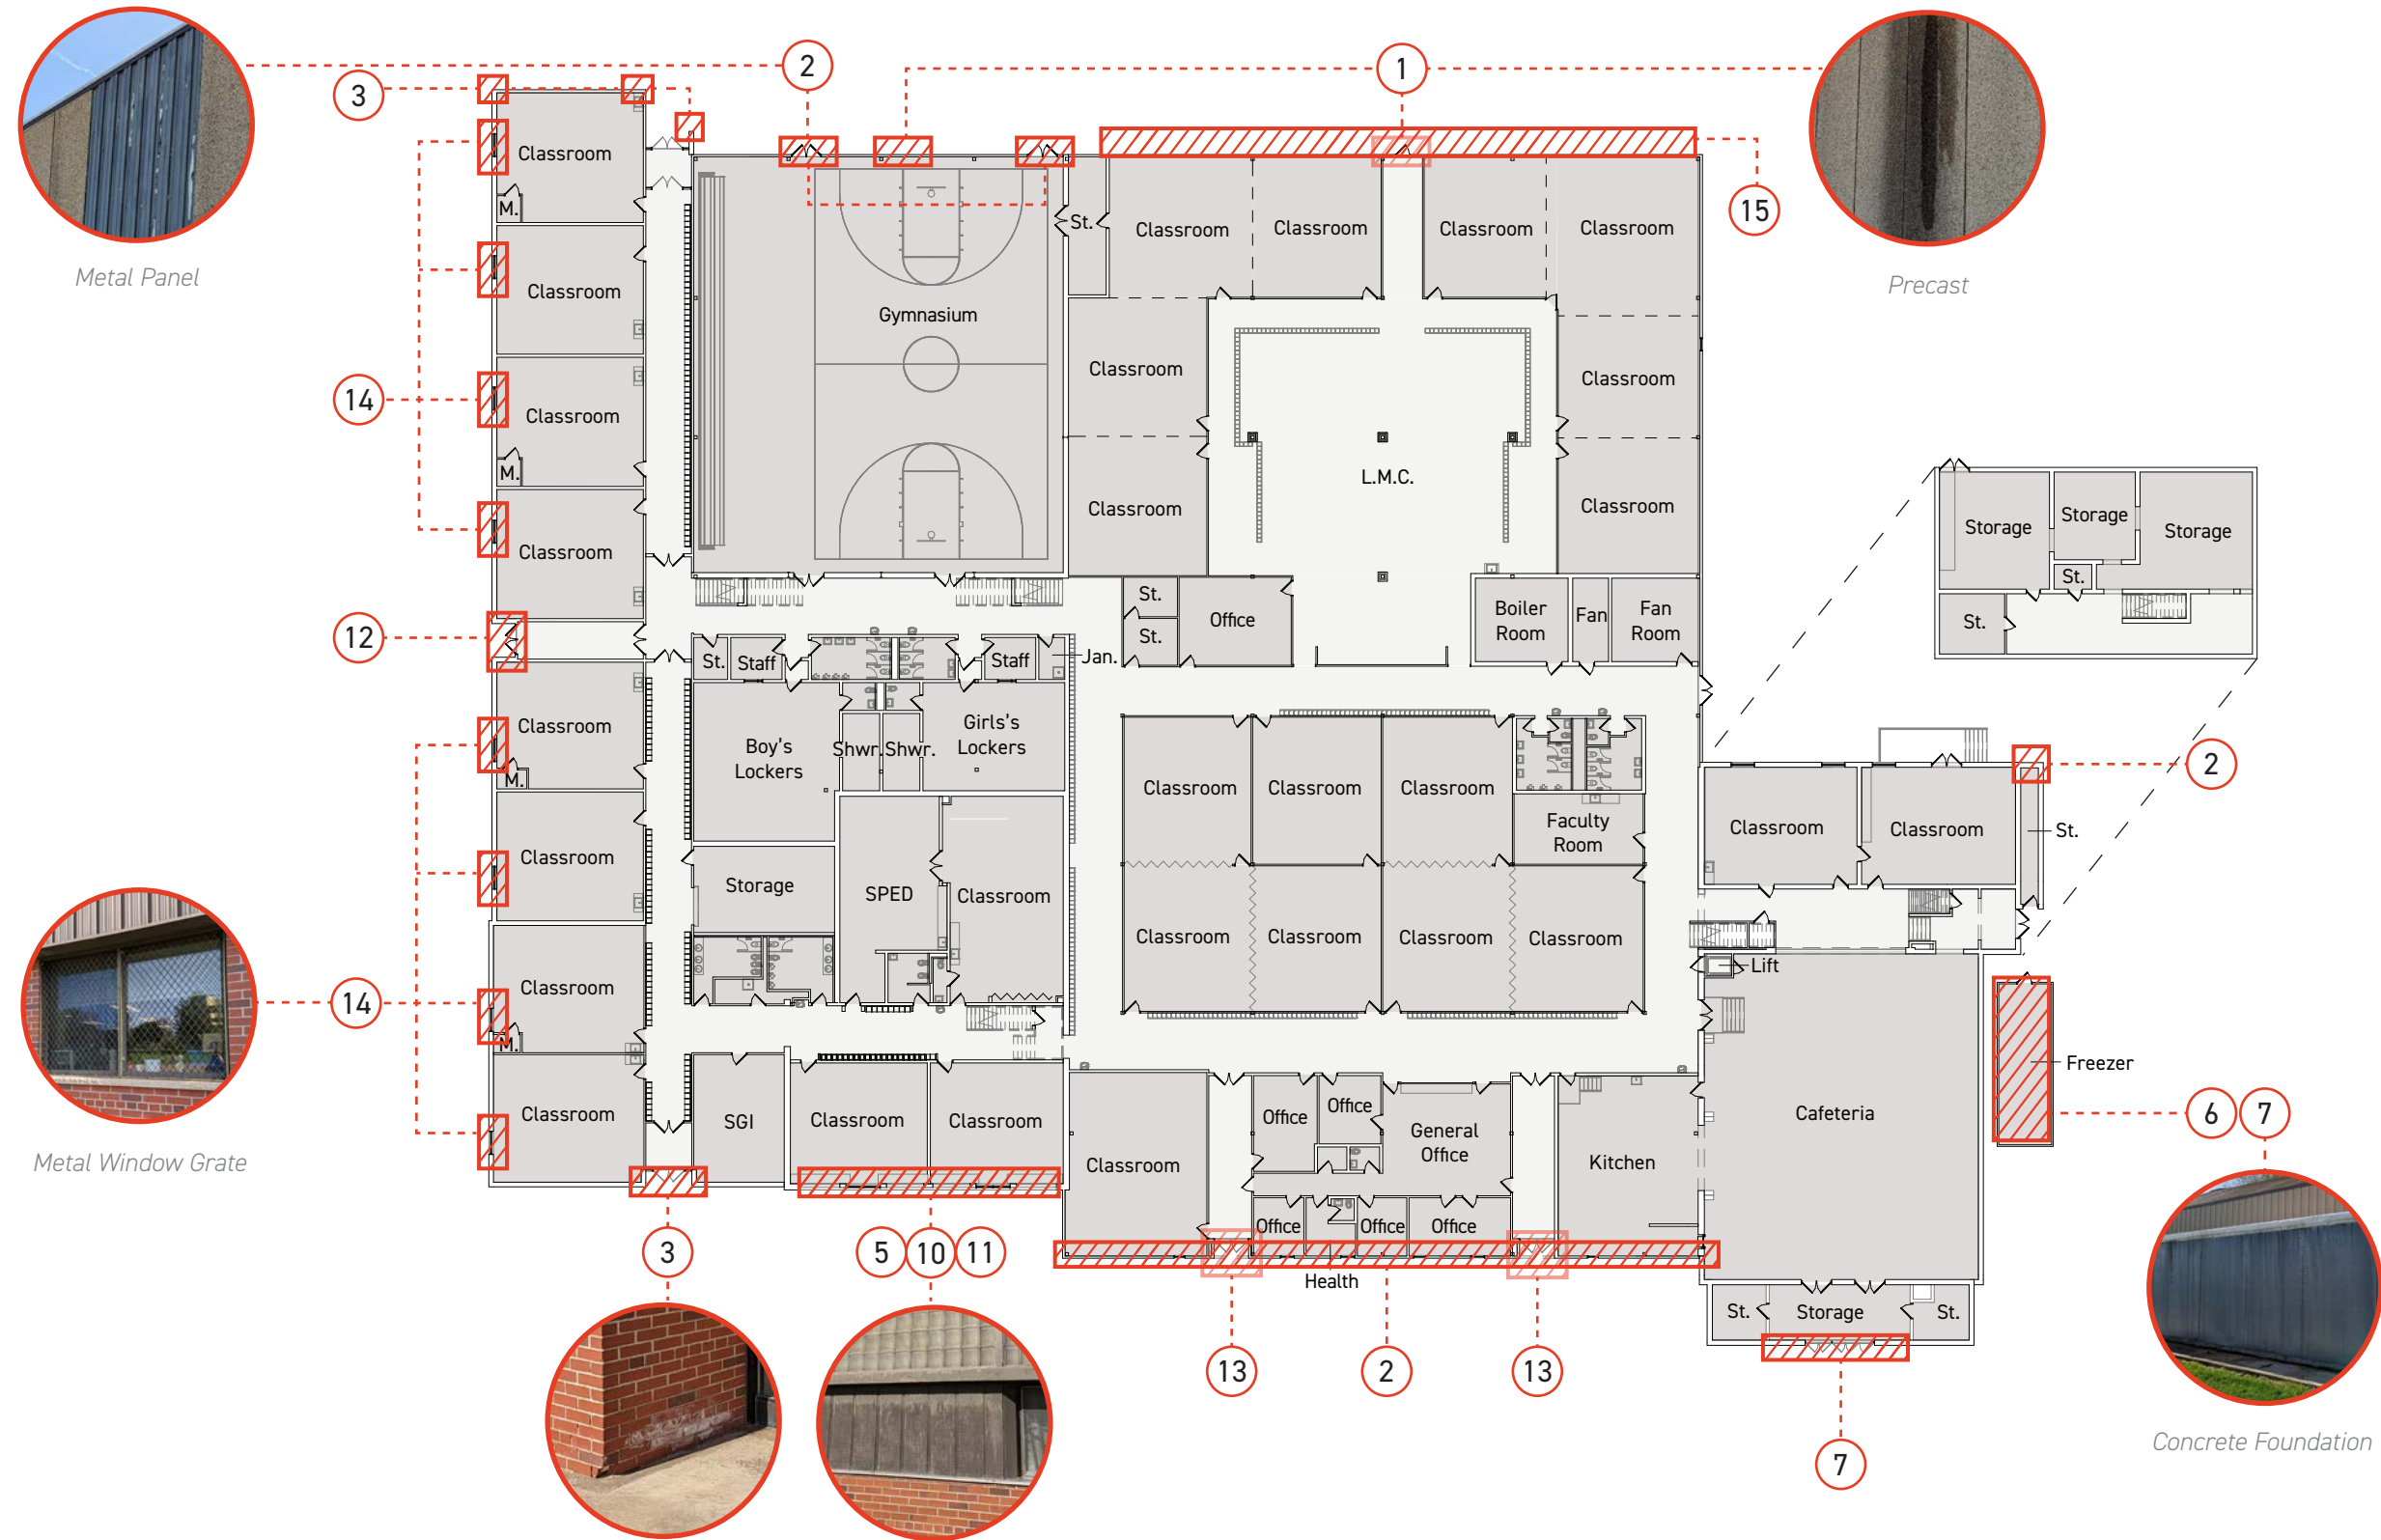 2
1
3
15
Metal Panel
Precast
Classroom
M.
Classroom
Classroom
M.
Classroom
14
12
Gymnasium
St.
Classroom
Classroom
Classroom
Classroom
Classroom
Classroom
Classroom
Classroom
L.M.C.
St.
St.
Office
Boiler
Room
Fan
Fan
Room
Storage
Storage
Storage
St.
St.
St.
Staff
Staff
Jan.
Classroom
M.
Boy's
Lockers
Shwr.
Shwr.
Girls's
Lockers
Classroom
Classroom
Classroom
Faculty
Room
Classroom
Classroom
2
St.
Classroom
Storage
SPED
Classroom
Classroom
Classroom
Classroom
Classroom
Lift
14
Classroom
M.
Metal Window Grate
Classroom
SGI
Classroom
Classroom
Classroom
Office
Office
General
Office
Kitchen
Cafeteria
Freezer
6
7
Office
Office
Office
Health
St.
Storage
St.
3
5
10
11
13
2
13
7
Concrete Foundation